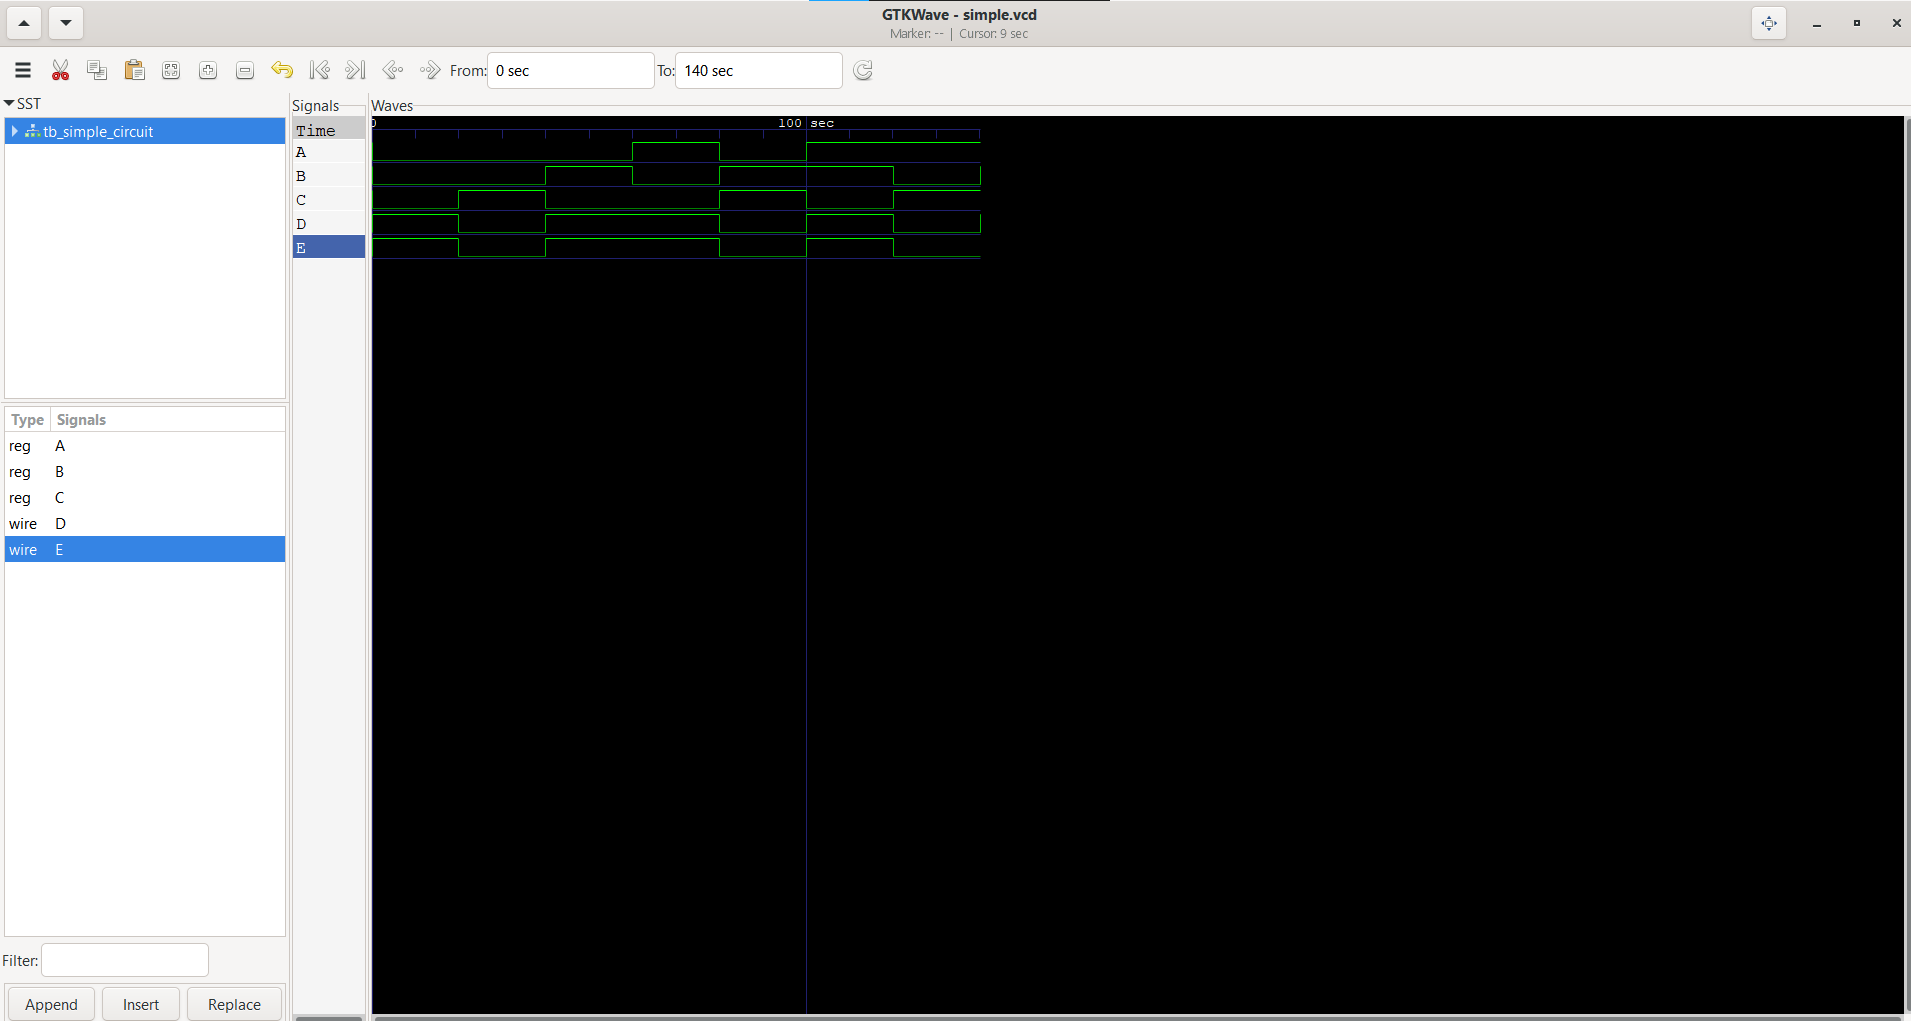 GTKWave - simple.vcd
Marker: -- | Cursor: 9 sec
From: 0 sec To: 140 sec
SST
tb_simple_circuit
Type Signals
reg A
reg B
reg C
wire D
wire E
Filter:
Append Insert Replace
Signals
Time
A
B
C
D
E
Waves
0 100 sec